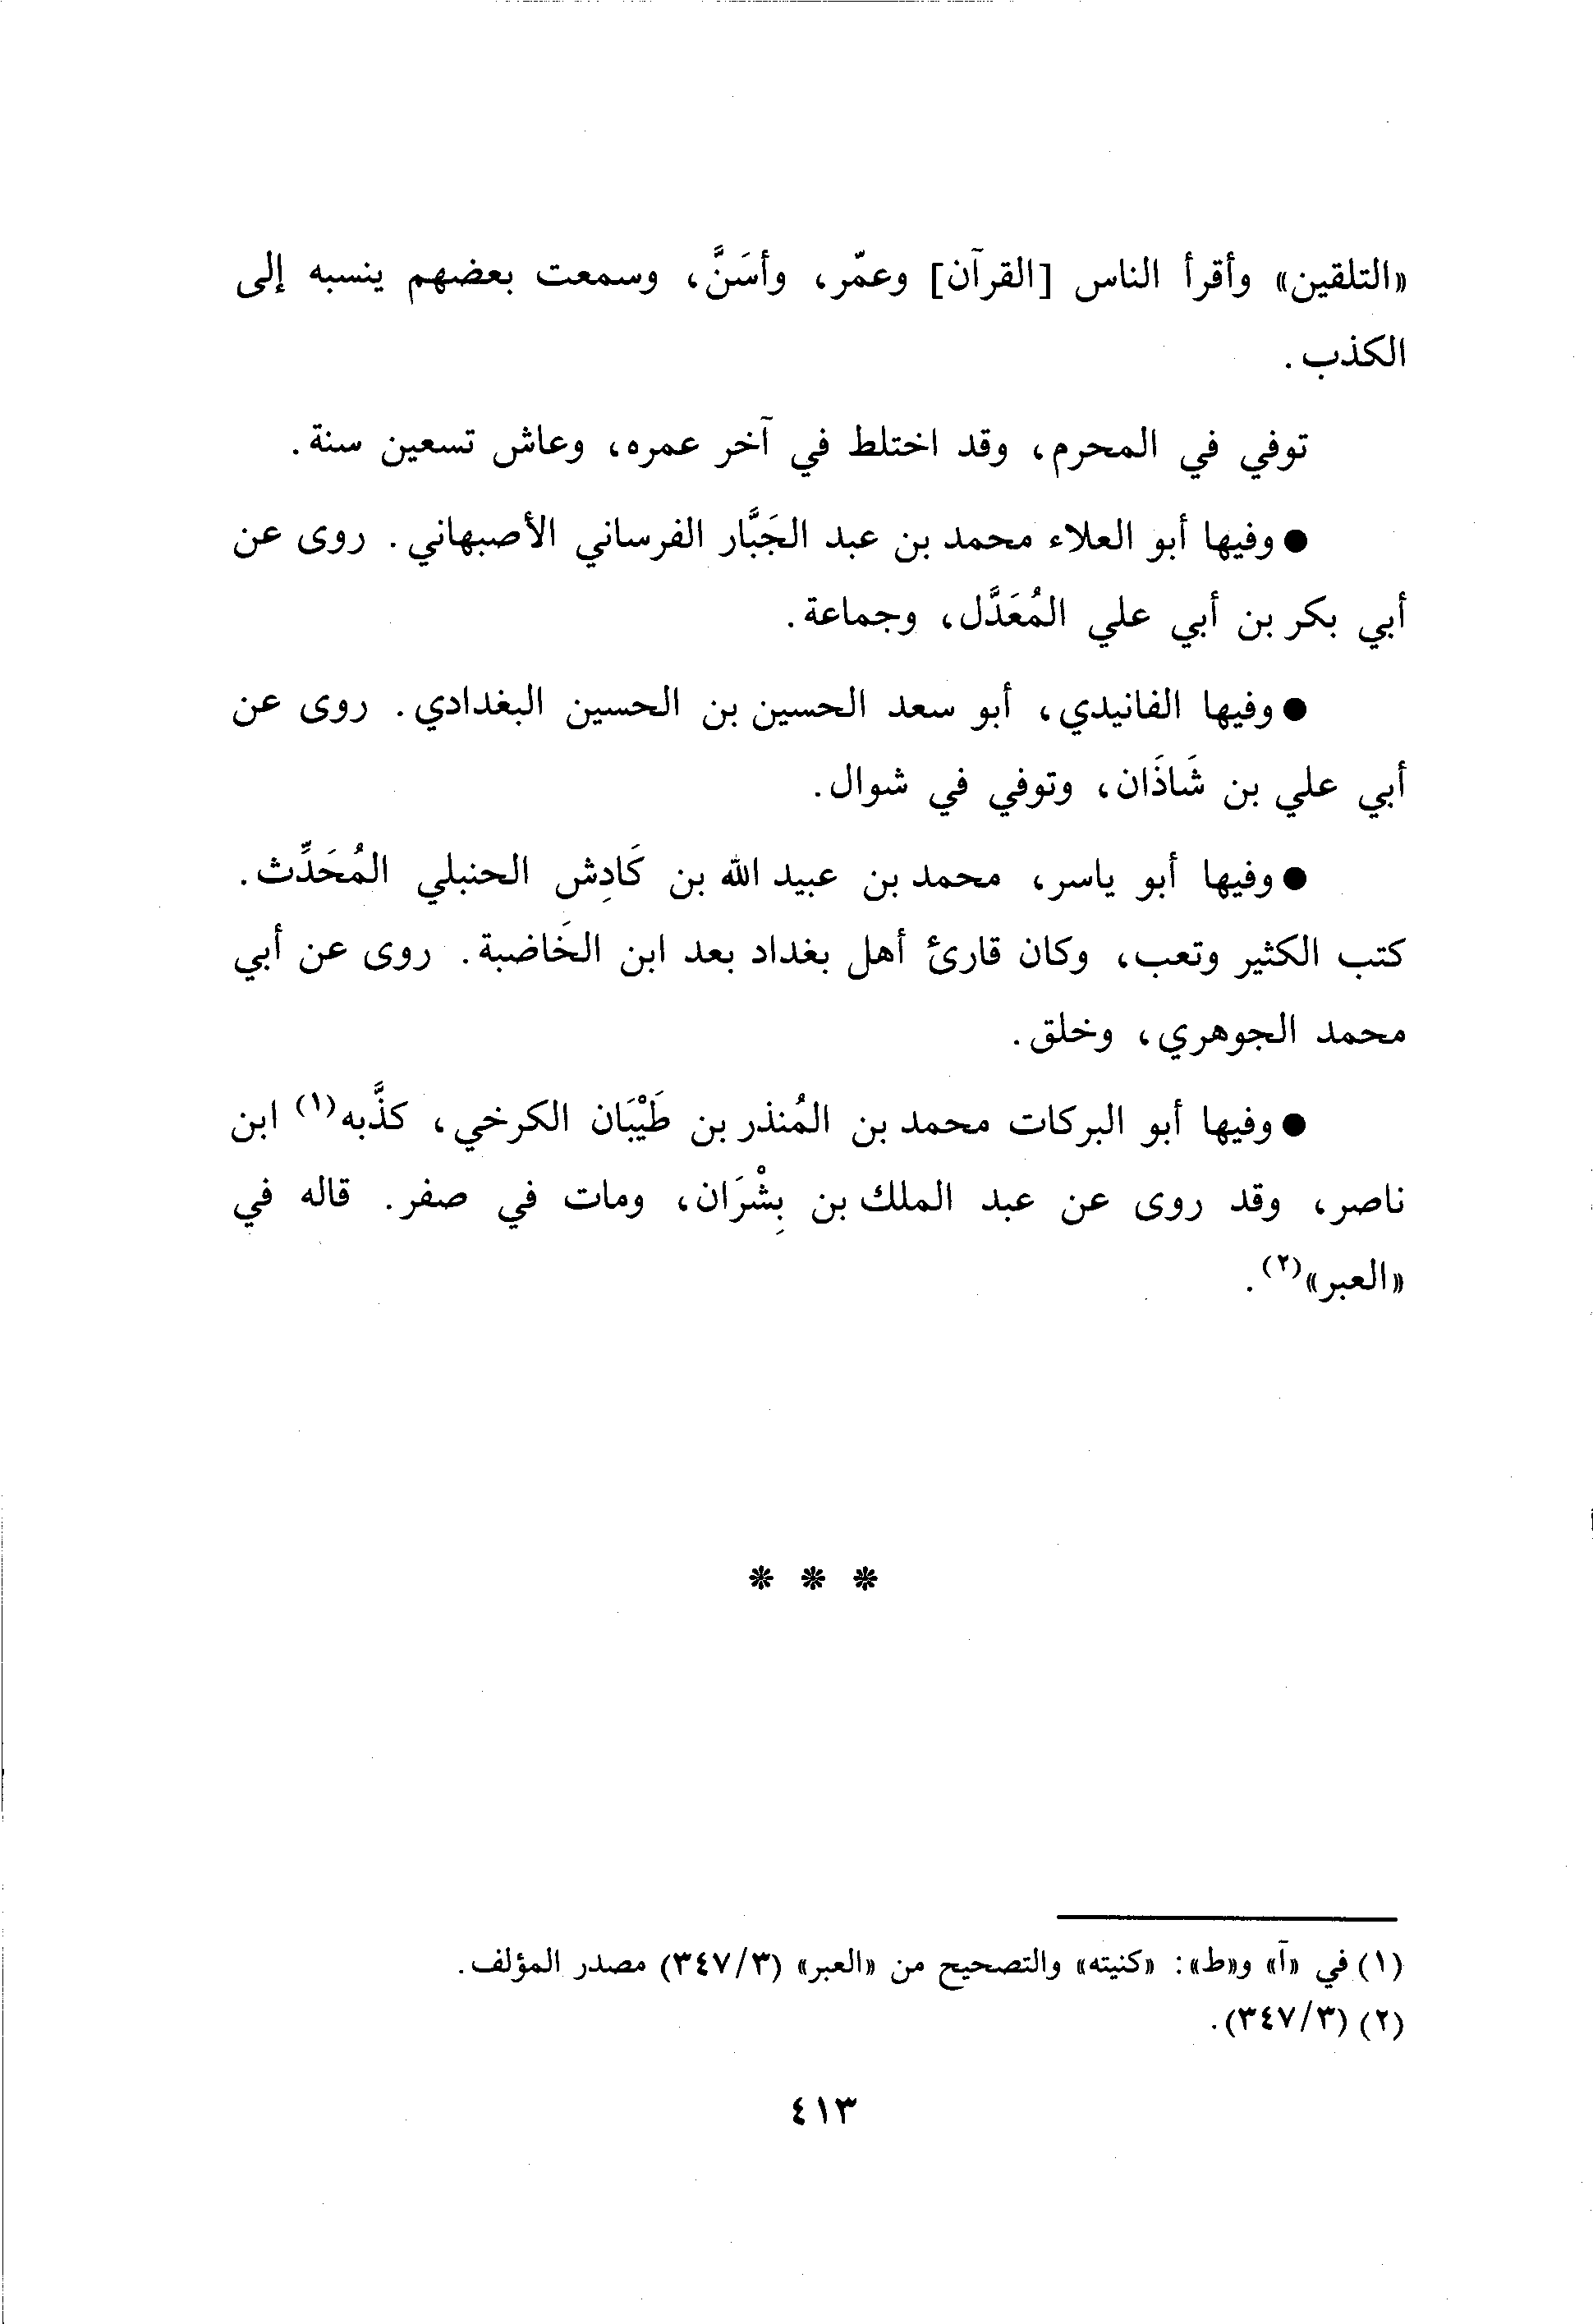 «التلقين» وأقرأ الناس [القرآن] وعمّر، وأسَنَّ، وسمعت بعضهم ينسبه إلى
الكذب.
توفي في المحرم، وقد اختلط في آخر عمره، وعاش تسعين سنة.
● وفيها أبو العلاء محمد بن عبد الجَبَّار الفرساني الأصبهاني. روى عن
أبي بكر بن أبي علي المُعَدَّل، وجماعة.
● وفيها الفانيدي، أبو سعد الحسين بن الحسين البغدادي. روى عن
أبي علي بن شَاذَان، وتوفي في شوال.
● وفيها أبو ياسر، محمد بن عبيد الله بن كَادِش الحنبلي المُحَدِّث.
كتب الكثير وتعب، وكان قارئ أهل بغداد بعد ابن الخَاضبة. روى عن أبي
محمد الجوهري، وخلق.
● وفيها أبو البركات محمد بن المُنذر بن طَيْبَان الكرخي، كذَّبه(١) ابن
ناصر، وقد روى عن عبد الملك بن بِشْرَان، ومات في صفر. قاله في
«العبر»(٢).
* * *
(١) في «آ» و«ط»: «كنيته» والتصحيح من «العبر» (٣/٣٤٧) مصدر المؤلف.
(٢) (٣/٣٤٧).
٤١٣